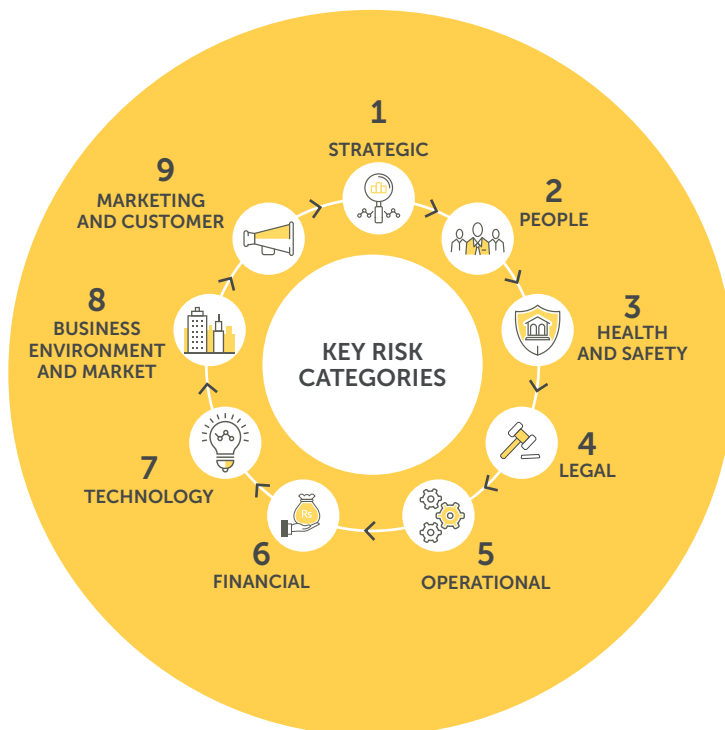 1
STRATEGIC
2
PEOPLE
3
HEALTH
AND SAFETY
4
LEGAL
5
OPERATIONAL
6
FINANCIAL
Rs
7
TECHNOLOGY
8
BUSINESS
ENVIRONMENT
AND MARKET
9
MARKETING
AND CUSTOMER
KEY RISK
CATEGORIES